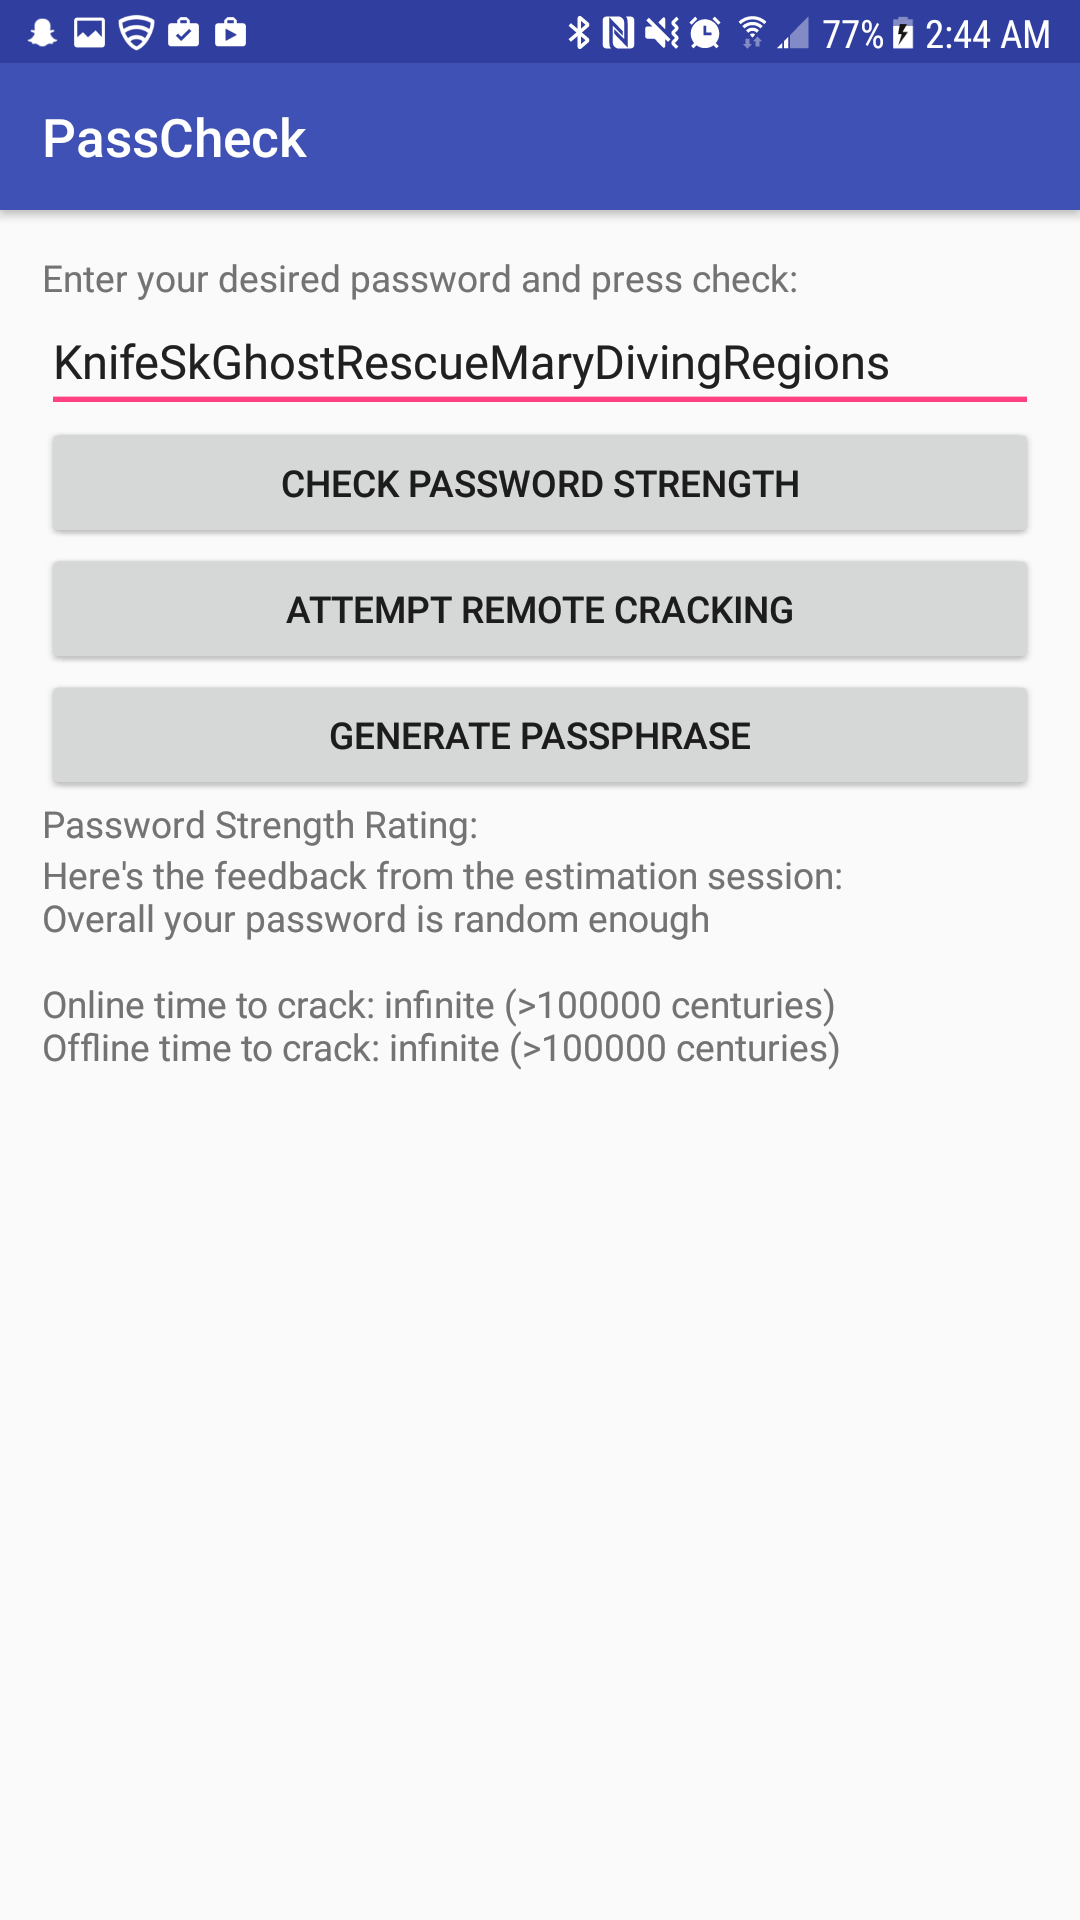 77% 2:44 AM
PassCheck
Enter your desired password and press check:
KnifeSkGhostRescueMaryDivingRegions
CHECK PASSWORD STRENGTH
ATTEMPT REMOTE CRACKING
GENERATE PASSPHRASE
Password Strength Rating:
Here's the feedback from the estimation session:
Overall your password is random enough
Online time to crack: infinite (>100000 centuries)
Offline time to crack: infinite (>100000 centuries)